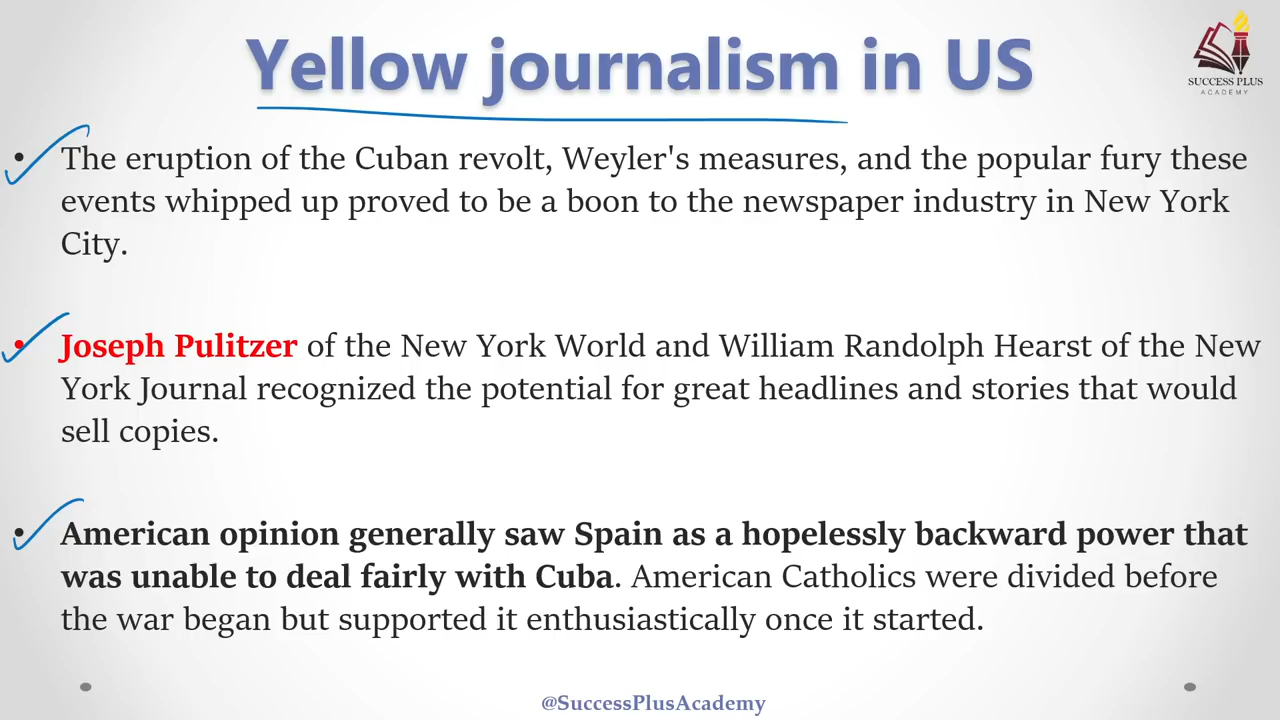 Yellow journalism in US
SUCCESS PLUS
ACADEMY
• The eruption of the Cuban revolt, Weyler's measures, and the popular fury these
events whipped up proved to be a boon to the newspaper industry in New York
City.
• Joseph Pulitzer of the New York World and William Randolph Hearst of the New
York Journal recognized the potential for great headlines and stories that would
sell copies.
• American opinion generally saw Spain as a hopelessly backward power that
was unable to deal fairly with Cuba. American Catholics were divided before
the war began but supported it enthusiastically once it started.
@SuccessPlusAcademy